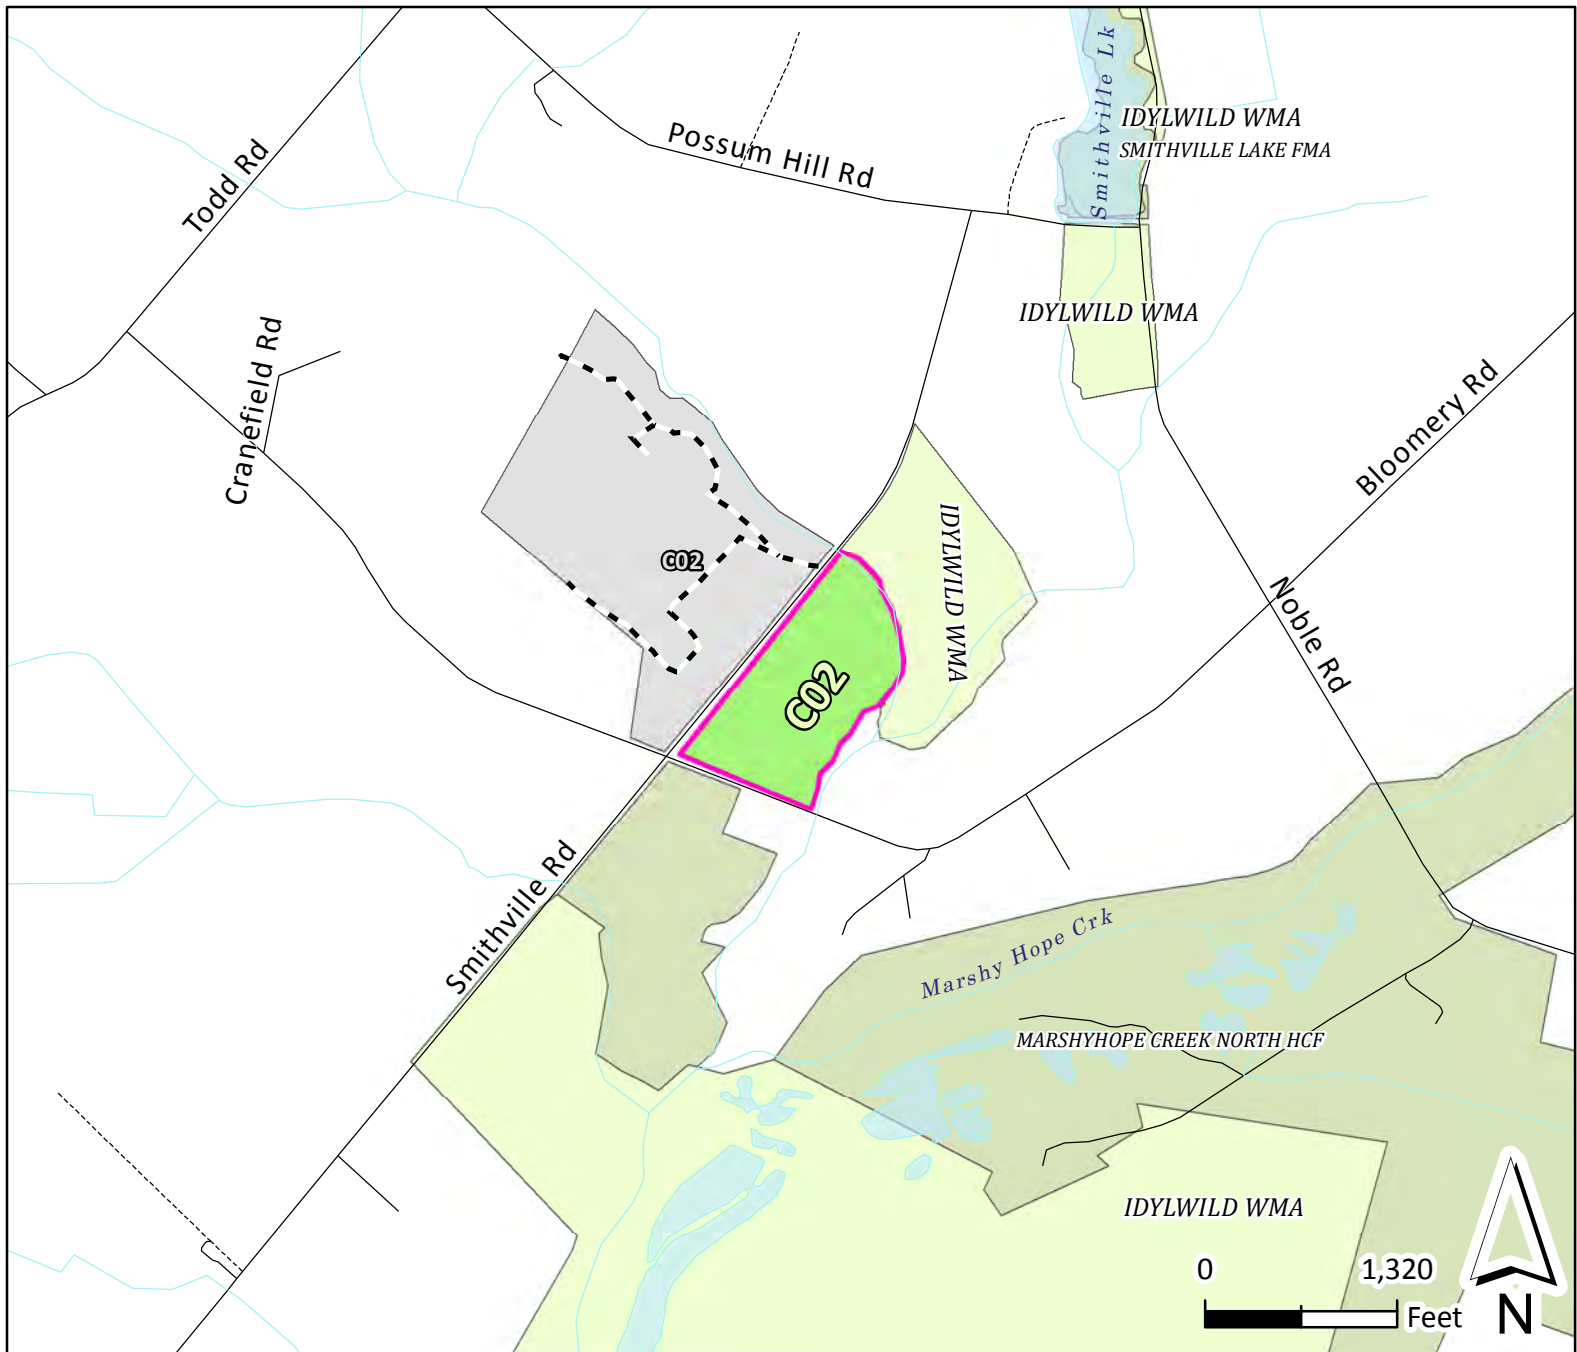 Smithville Lk
IDYLWILD WMA
SMITHVILLE LAKE FMA
Possum Hill Rd
Todd Rd
IDYLWILD WMA
Cranefield Rd
Bloomery Rd
IDYLWILD WMA
C02
Noble Rd
C02
Smithville Rd
Marshy Hope Crk
MARSHYHOPE CREEK NORTH HCF
IDYLWILD WMA
0 1,320
Feet
N